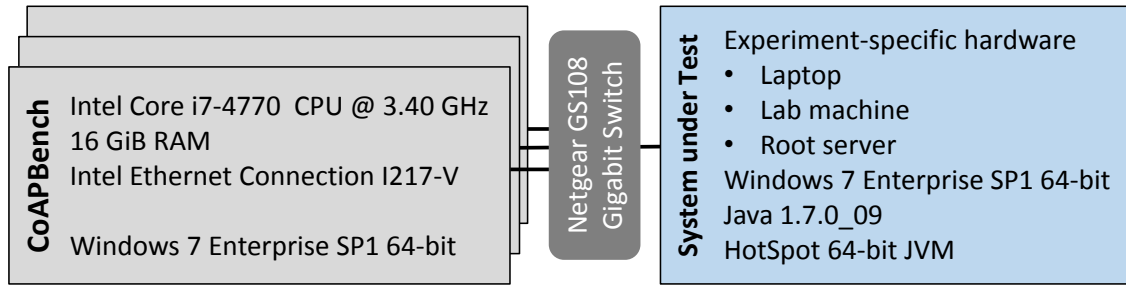 CoAPBench
Intel Core i7-4770 CPU @ 3.40 GHz
16 GiB RAM
Intel Ethernet Connection I217-V
Windows 7 Enterprise SP1 64-bit
Netgear GS108
Gigabit Switch
System under Test
Experiment-specific hardware
• Laptop
• Lab machine
• Root server
Windows 7 Enterprise SP1 64-bit
Java 1.7.0_09
HotSpot 64-bit JVM